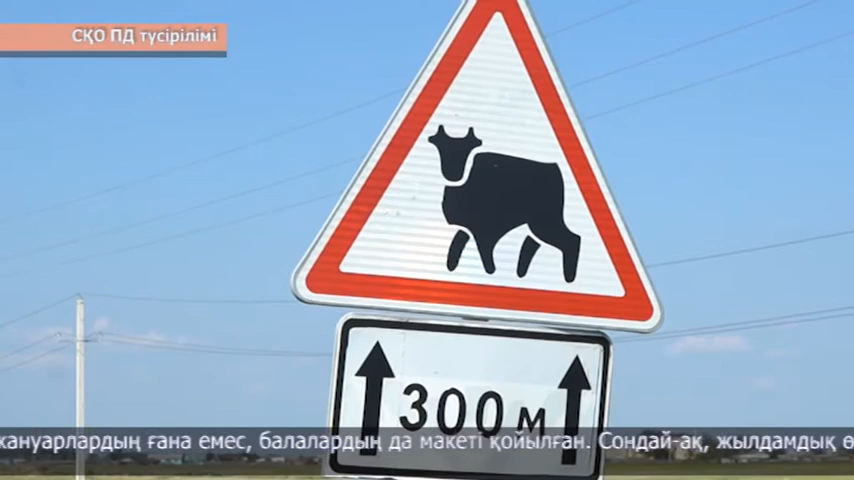 СҚО ПД түсірілімі
300 м
жануарлардың ғана емес, балалардың да макеті қойылған. Сондай-ақ, жылдамдық